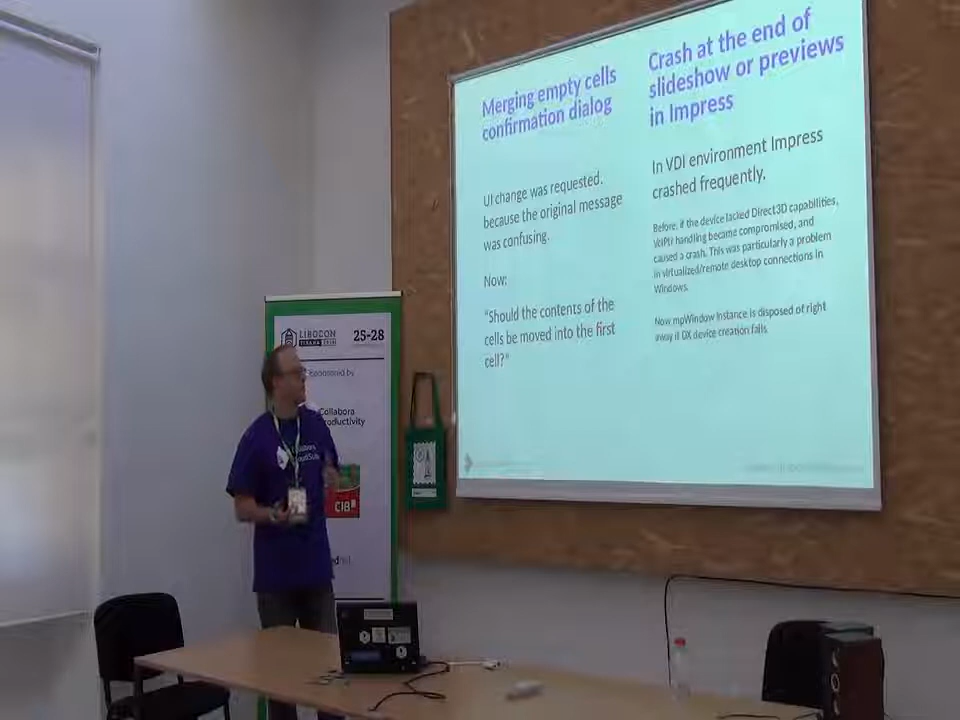 Merging empty cells
confirmation dialog
UI change was requested,
because the original message
was confusing.
Now:
"Should the contents of the
cells be moved into the first
cell?"
Crash at the end of
slideshow or previews
in Impress
In VDI environment Impress
crashed frequently.
Before, if the device lacked Direct3D capabilities,
VclPtr handling became compromised, and
caused a crash. This was particularly a problem
in virtualized/remote desktop connections in
Windows.
Now mpWindow instance is disposed of right
away if DX device creation fails.
LIBOCON
TIRANA 2018
25-28
Sponsored by
Collabora
Productivity
CIB